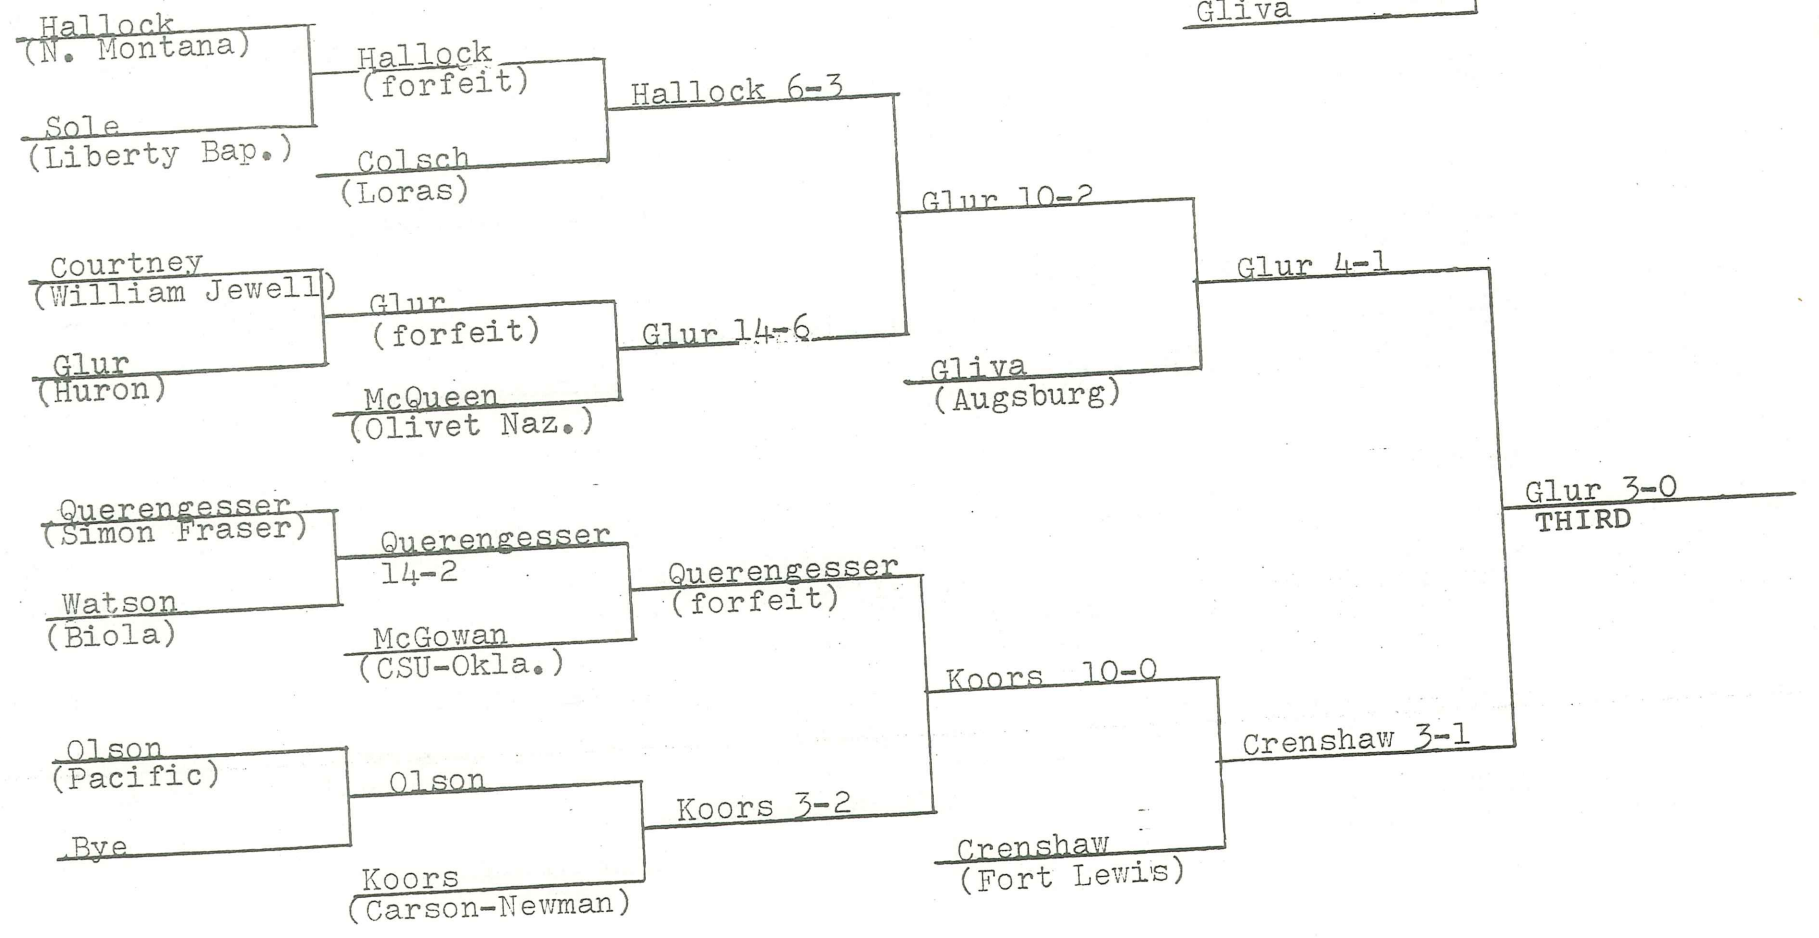 Gliva
Hallock
(N. Montana)
Hallock
(forfeit)
Hallock 6-3
Sole
(Liberty Bap.)
Colsch
(Loras)
Glur 10-2
Courtney
(William Jewell)
Glur 4-1
Glur
(forfeit)
Glur 14-6
Glur
(Huron)
Gliva
(Augsburg)
McQueen
(Olivet Naz.)
Glur 3-0
THIRD
Querengesser
(Simon Fraser)
Querengesser
14-2
Querengesser
(forfeit)
Watson
(Biola)
McGowan
(CSU-Okla.)
Koors 10-0
Olson
(Pacific)
Crenshaw 3-1
Olson
Koors 3-2
Bye
Crenshaw
(Fort Lewis)
Koors
(Carson-Newman)